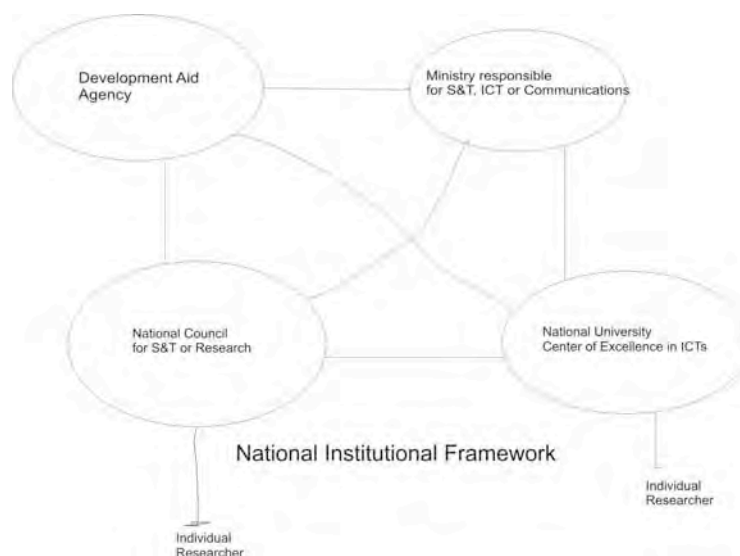 Development Aid
Agency
Ministry responsible
for S&T, ICT or Communications
National Council
for S&T or Research
National University
Center of Excellence in ICTs
National Institutional Framework
Individual
Researcher
Individual
Researcher